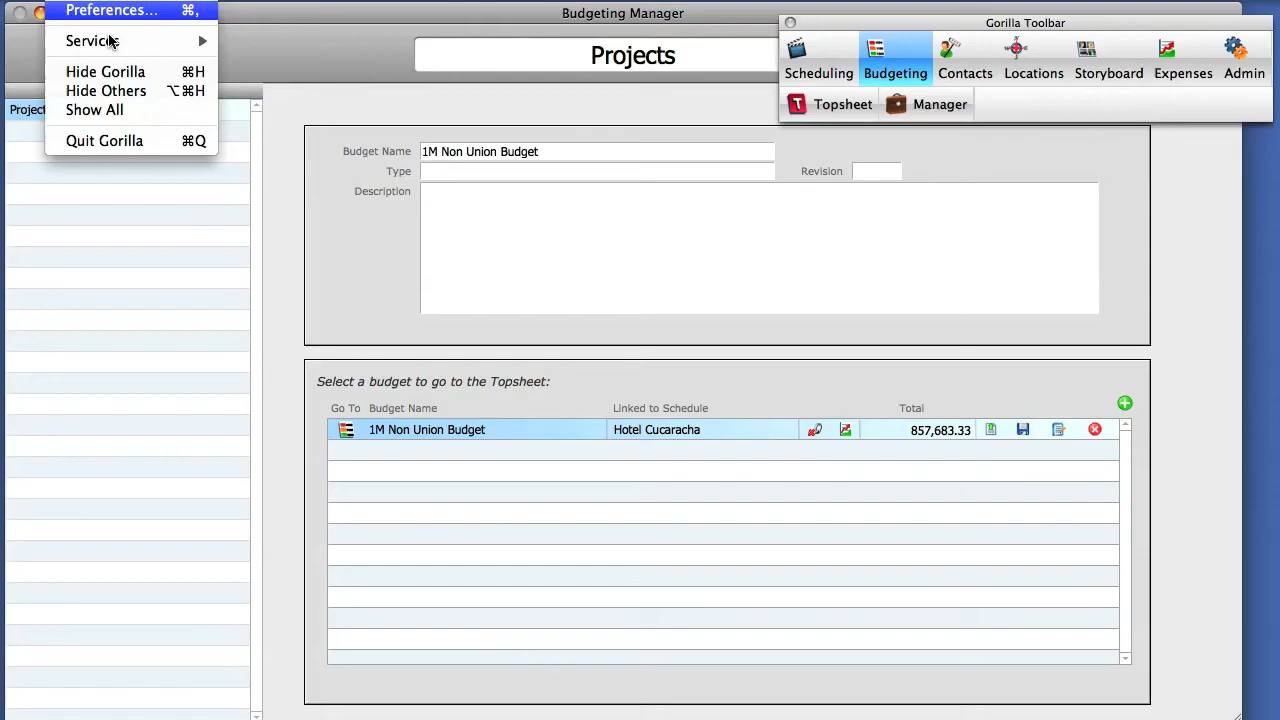 Preferences... ⌘,
Services
Hide Gorilla ⌘H
Hide Others ⌥⌘H
Show All
Quit Gorilla ⌘Q
Budgeting Manager
Projects
Gorilla Toolbar
Scheduling Budgeting Contacts Locations Storyboard Expenses Admin
Topsheet Manager
Project
Budget Name 1M Non Union Budget
Type Revision
Description
Select a budget to go to the Topsheet:
Go To Budget Name Linked to Schedule Total
1M Non Union Budget Hotel Cucaracha 857,683.33